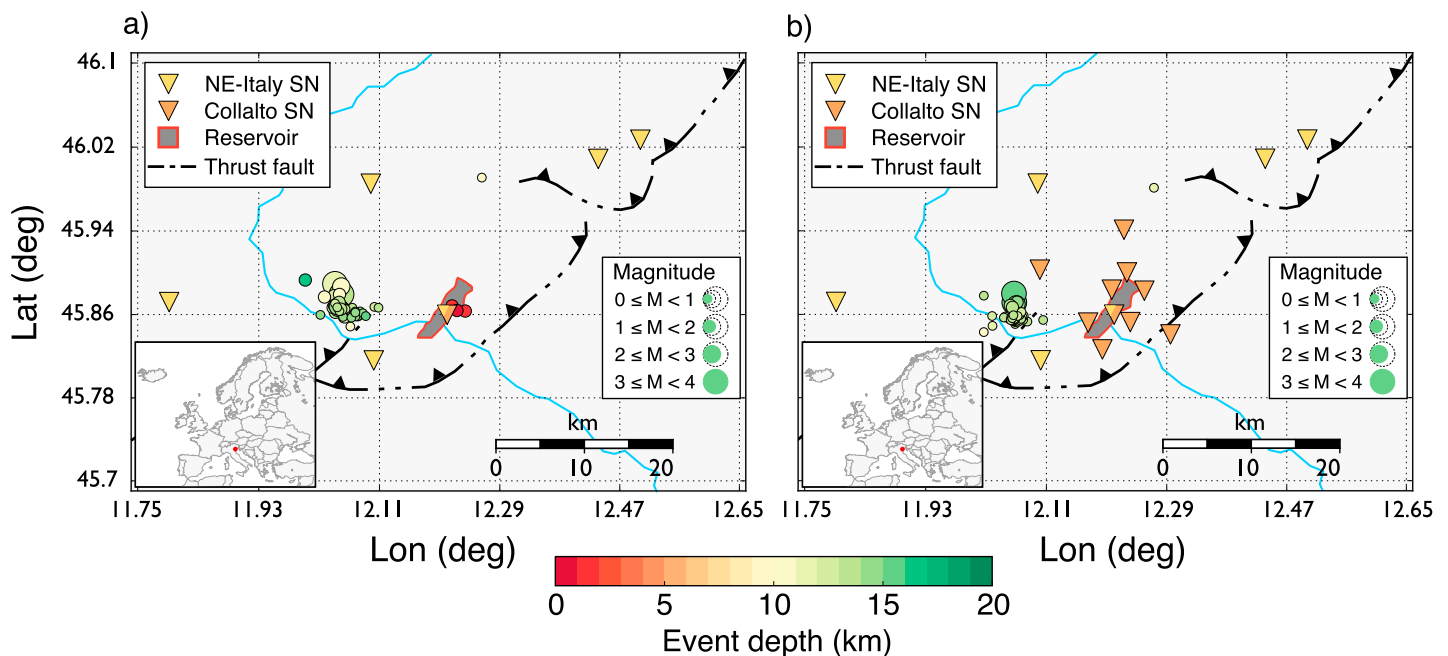 a)
46.1
46.02
45.94
45.86
45.78
45.7
Lat (deg)
NE-Italy SN
Collalto SN
Reservoir
Thrust fault
Magnitude
0 ≤ M < 1
1 ≤ M < 2
2 ≤ M < 3
3 ≤ M < 4
km
0 10 20
11.75 11.93 12.11 12.29 12.47 12.65
Lon (deg)
b)
NE-Italy SN
Collalto SN
Reservoir
Thrust fault
Magnitude
0 ≤ M < 1
1 ≤ M < 2
2 ≤ M < 3
3 ≤ M < 4
km
0 10 20
11.75 11.93 12.11 12.29 12.47 12.65
Lon (deg)
0 5 10 15 20
Event depth (km)